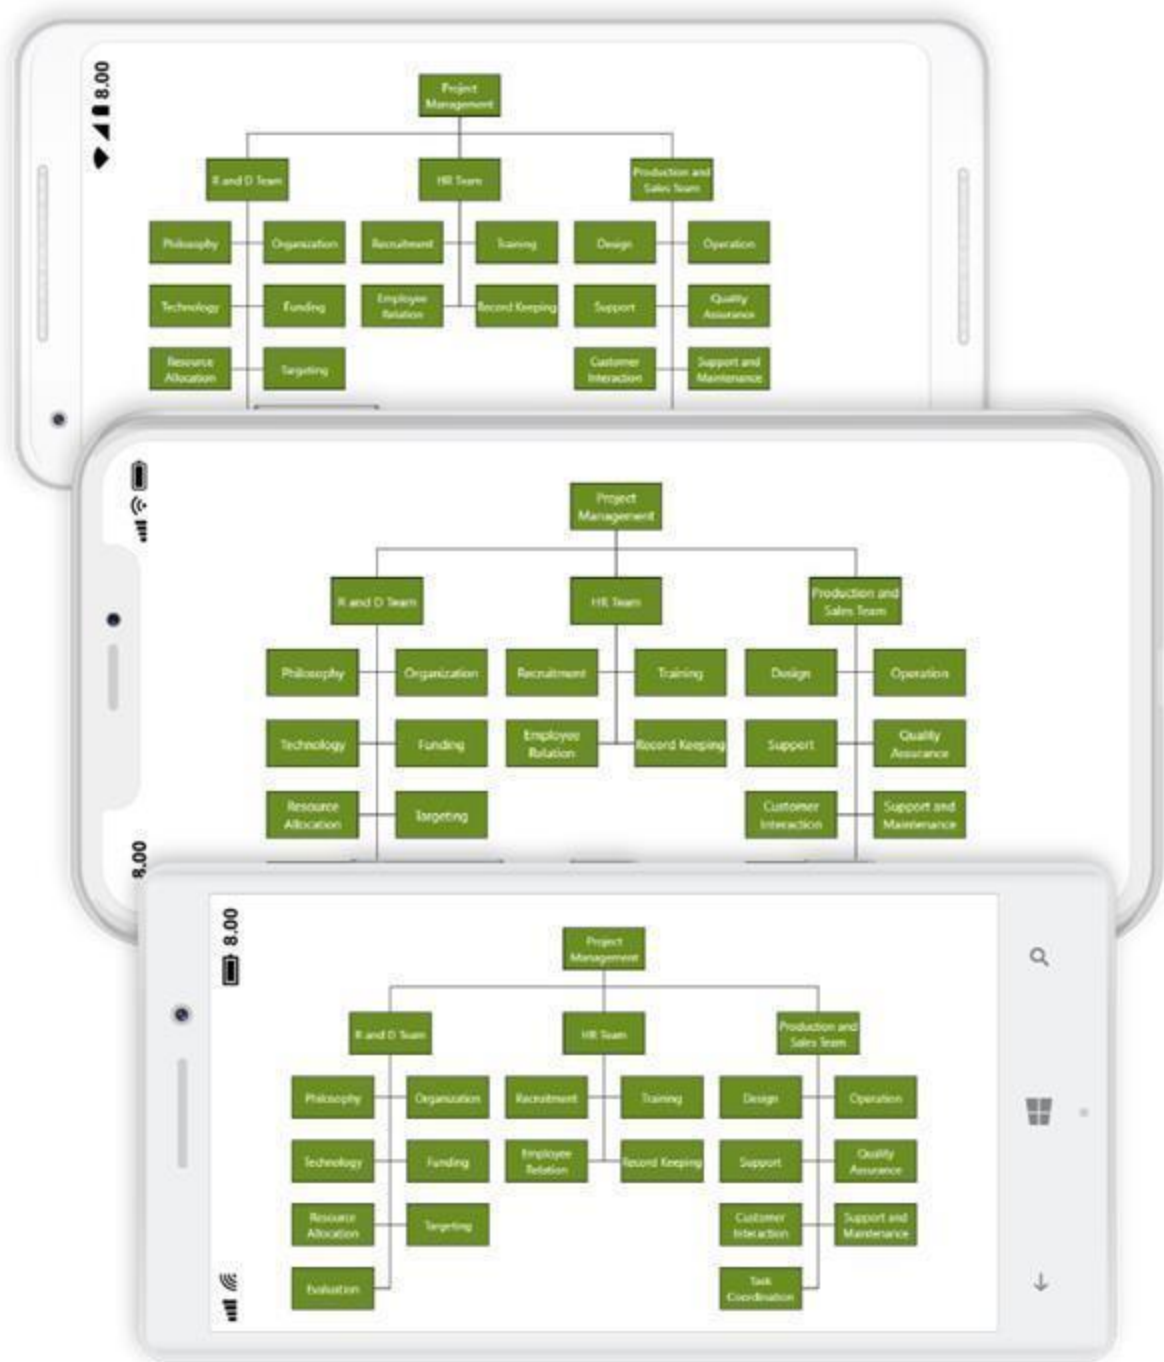 8.00
Project
Management
R and D Team
HR Team
Production and
Sales Team
Philosophy
Organization
Recruitment
Training
Design
Operation
Technology
Funding
Employee
Relation
Record Keeping
Support
Quality
Assurance
Resource
Allocation
Targeting
Customer
Interaction
Support and
Maintenance
Project
Management
R and D Team
HR Team
Production and
Sales Team
Philosophy
Organization
Recruitment
Training
Design
Operation
Technology
Funding
Employee
Relation
Record Keeping
Support
Quality
Assurance
Resource
Allocation
Targeting
Customer
Interaction
Support and
Maintenance
8.00
8.00
Project
Management
R and D Team
HR Team
Production and
Sales Team
Philosophy
Organization
Recruitment
Training
Design
Operation
Technology
Funding
Employee
Relation
Record Keeping
Support
Quality
Assurance
Resource
Allocation
Targeting
Customer
Interaction
Support and
Maintenance
Evaluation
Task
Coordination